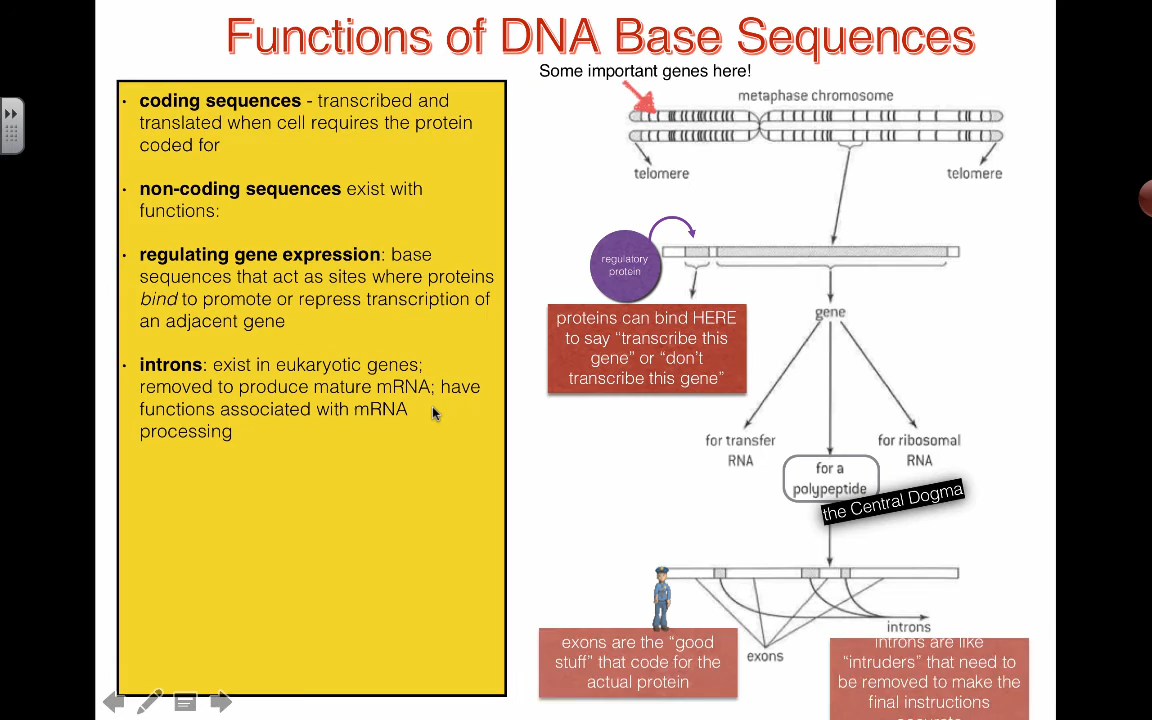 Functions of DNA Base Sequences
Some important genes here!
• coding sequences - transcribed and
translated when cell requires the protein
coded for
• non-coding sequences exist with
functions:
• regulating gene expression: base
sequences that act as sites where proteins
bind to promote or repress transcription of
an adjacent gene
• introns: exist in eukaryotic genes;
removed to produce mature mRNA; have
functions associated with mRNA
processing
metaphase chromosome
telomere
telomere
regulatory
protein
proteins can bind HERE
to say “transcribe this
gene” or “don’t
transcribe this gene”
gene
for transfer
RNA
for a
polypeptide
for ribosomal
RNA
the Central Dogma
introns
exons
exons are the “good
stuff” that code for the
actual protein
introns are like
“intruders” that need to
be removed to make the
final instructions